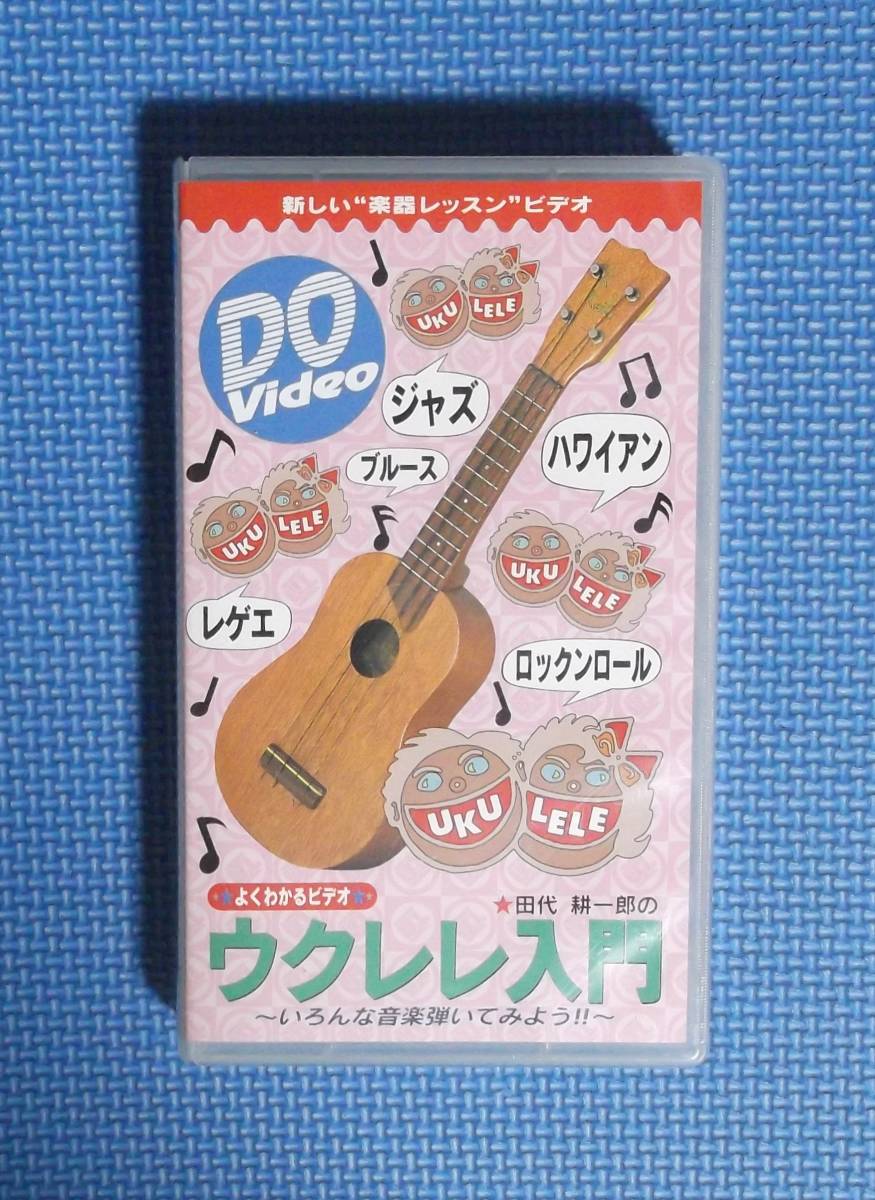 新しい“楽器レッスン”ビデオ
DO
Video
UKU LELE
ジャズ
ハワイアン
ブルース
UKU LELE
UKU LELE
レゲエ
ロックンロール
UKU LELE
★よくわかるビデオ★
★田代 耕一郎の
ウクレレ入門
～いろんな音楽弾いてみよう!!～